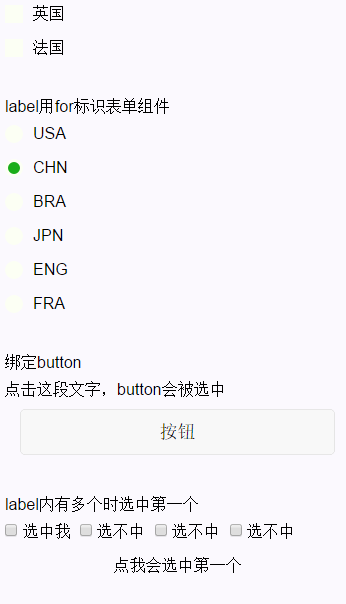 英国
法国
label用for标识表单组件
USA
CHN
BRA
JPN
ENG
FRA
绑定button
点击这段文字，button会被选中
按钮
label内有多个时选中第一个
选中我 选不中 选不中 选不中
点我会选中第一个